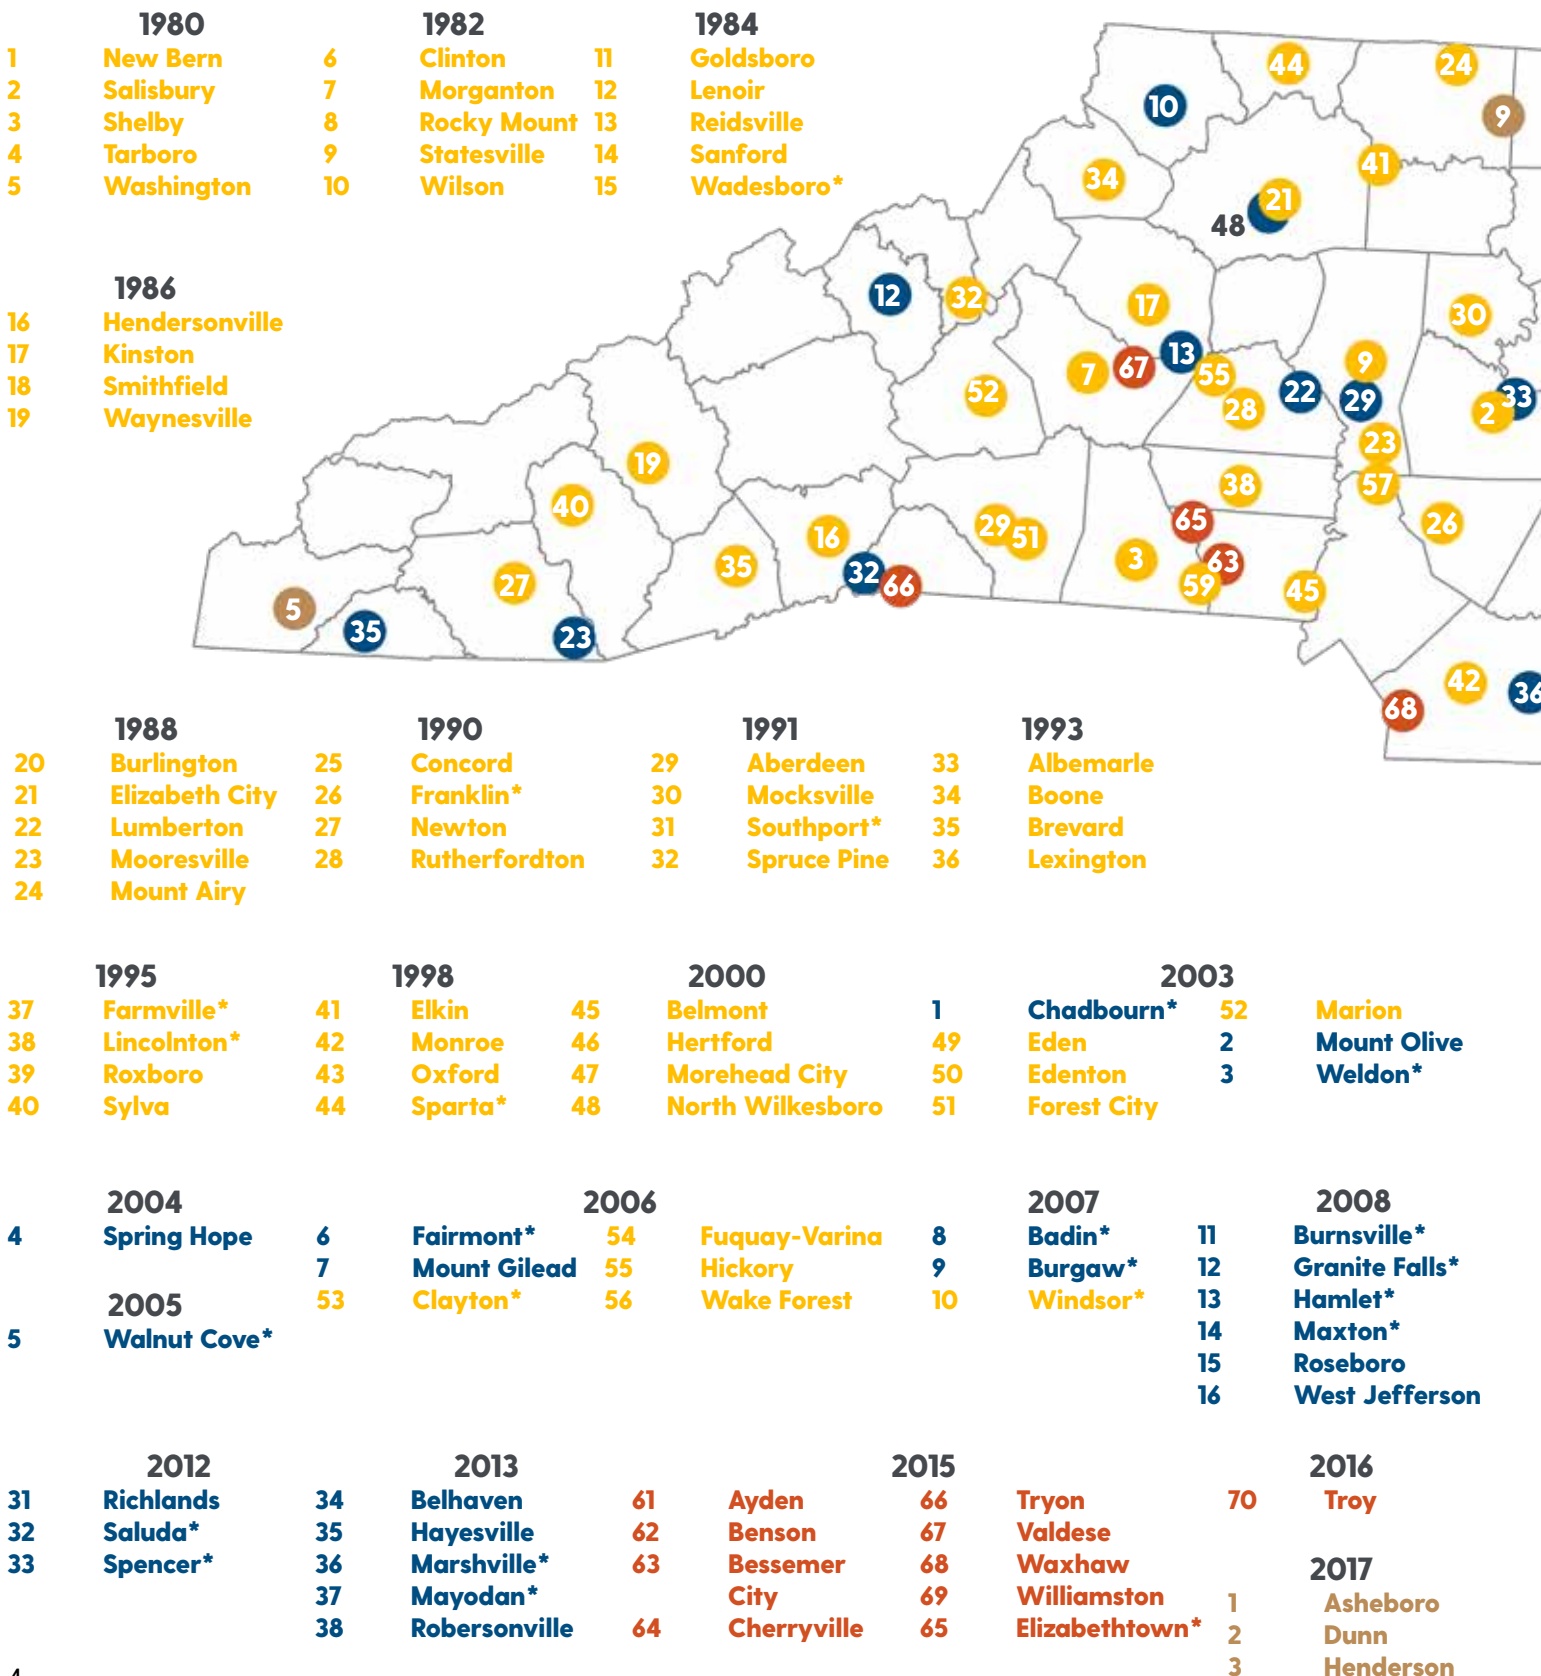 1980 1982 1984
1 New Bern 6 Clinton 11 Goldsboro
2 Salisbury 7 Morganton 12 Lenoir
3 Shelby 8 Rocky Mount 13 Reidsville
4 Tarboro 9 Statesville 14 Sanford
5 Washington 10 Wilson 15 Wadesboro*
1986
16 Hendersonville
17 Kinston
18 Smithfield
19 Waynesville
44 24
10 9
41
34
21
48
12 32 17 30
13 9
7 67 55
52 22 29 33
28 2
23
19 38 57
40
65 26
16 29 51
3 63
35 32 66 59 45
27
5
35 23
42 36
68
1988 1990 1991 1993
20 Burlington 25 Concord 29 Aberdeen 33 Albemarle
21 Elizabeth City 26 Franklin* 30 Mocksville 34 Boone
22 Lumberton 27 Newton 31 Southport* 35 Brevard
23 Mooresville 28 Rutherfordton 32 Spruce Pine 36 Lexington
24 Mount Airy
1995 1998 2000 2003
37 Farmville* 41 Elkin 45 Belmont 1 Chadbourn* 52 Marion
38 Lincolnton* 42 Monroe 46 Hertford 49 Eden 2 Mount Olive
39 Roxboro 43 Oxford 47 Morehead City 50 Edenton 3 Weldon*
40 Sylva 44 Sparta* 48 North Wilkesboro 51 Forest City
2004 2006 2007 2008
4 Spring Hope 6 Fairmont* 54 Fuquay-Varina 8 Badin* 11 Burnsville*
7 Mount Gilead 55 Hickory 9 Burgaw* 12 Granite Falls*
2005 53 Clayton* 56 Wake Forest 10 Windsor* 13 Hamlet*
5 Walnut Cove* 14 Maxton*
15 Roseboro
16 West Jefferson
2012 2013 2015 2016
31 Richlands 34 Belhaven 61 Ayden 66 Tryon 70 Troy
32 Saluda* 35 Hayesville 62 Benson 67 Valdese
33 Spencer* 36 Marshville* 63 Bessemer 68 Waxhaw 2017
37 Mayodan* City 69 Williamston 1 Asheboro
38 Robersonville 64 Cherryville 65 Elizabethtown* 2 Dunn
3 Henderson